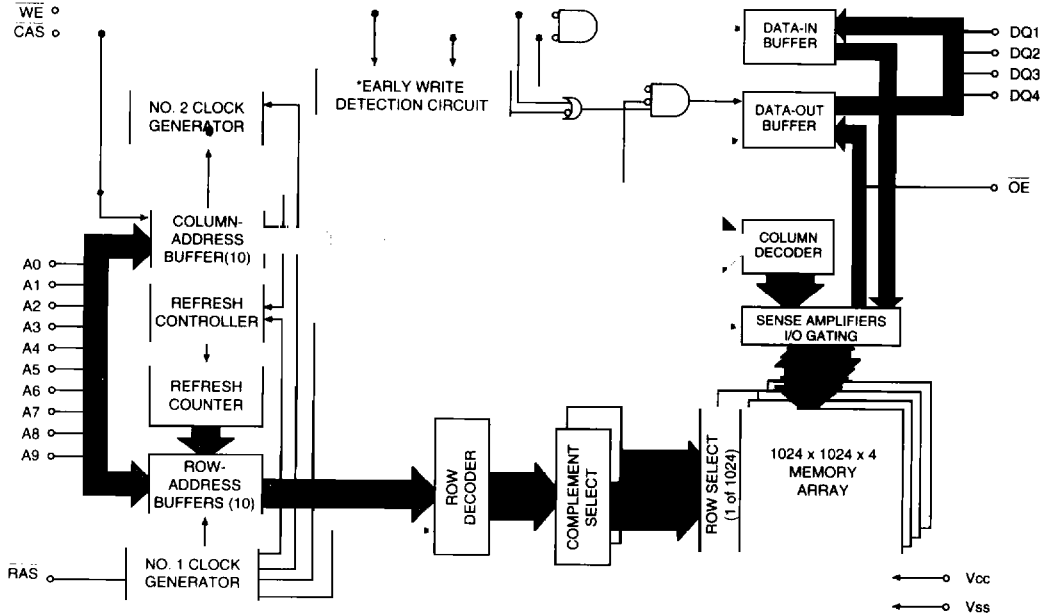 WE
CAS
*EARLY WRITE
DETECTION CIRCUIT
NO. 2 CLOCK
GENERATOR
DATA-IN
BUFFER
DATA-OUT
BUFFER
DQ1
DQ2
DQ3
DQ4
OE
COLUMN-
ADDRESS
BUFFER(10)
COLUMN
DECODER
A0
A1
A2
A3
A4
A5
A6
A7
A8
A9
REFRESH
CONTROLLER
SENSE AMPLIFIERS
I/O GATING
REFRESH
COUNTER
ROW-
ADDRESS
BUFFERS (10)
ROW
DECODER
COMPLEMENT
SELECT
ROW SELECT
(1 of 1024)
1024 x 1024 x 4
MEMORY
ARRAY
RAS
NO. 1 CLOCK
GENERATOR
Vcc
Vss